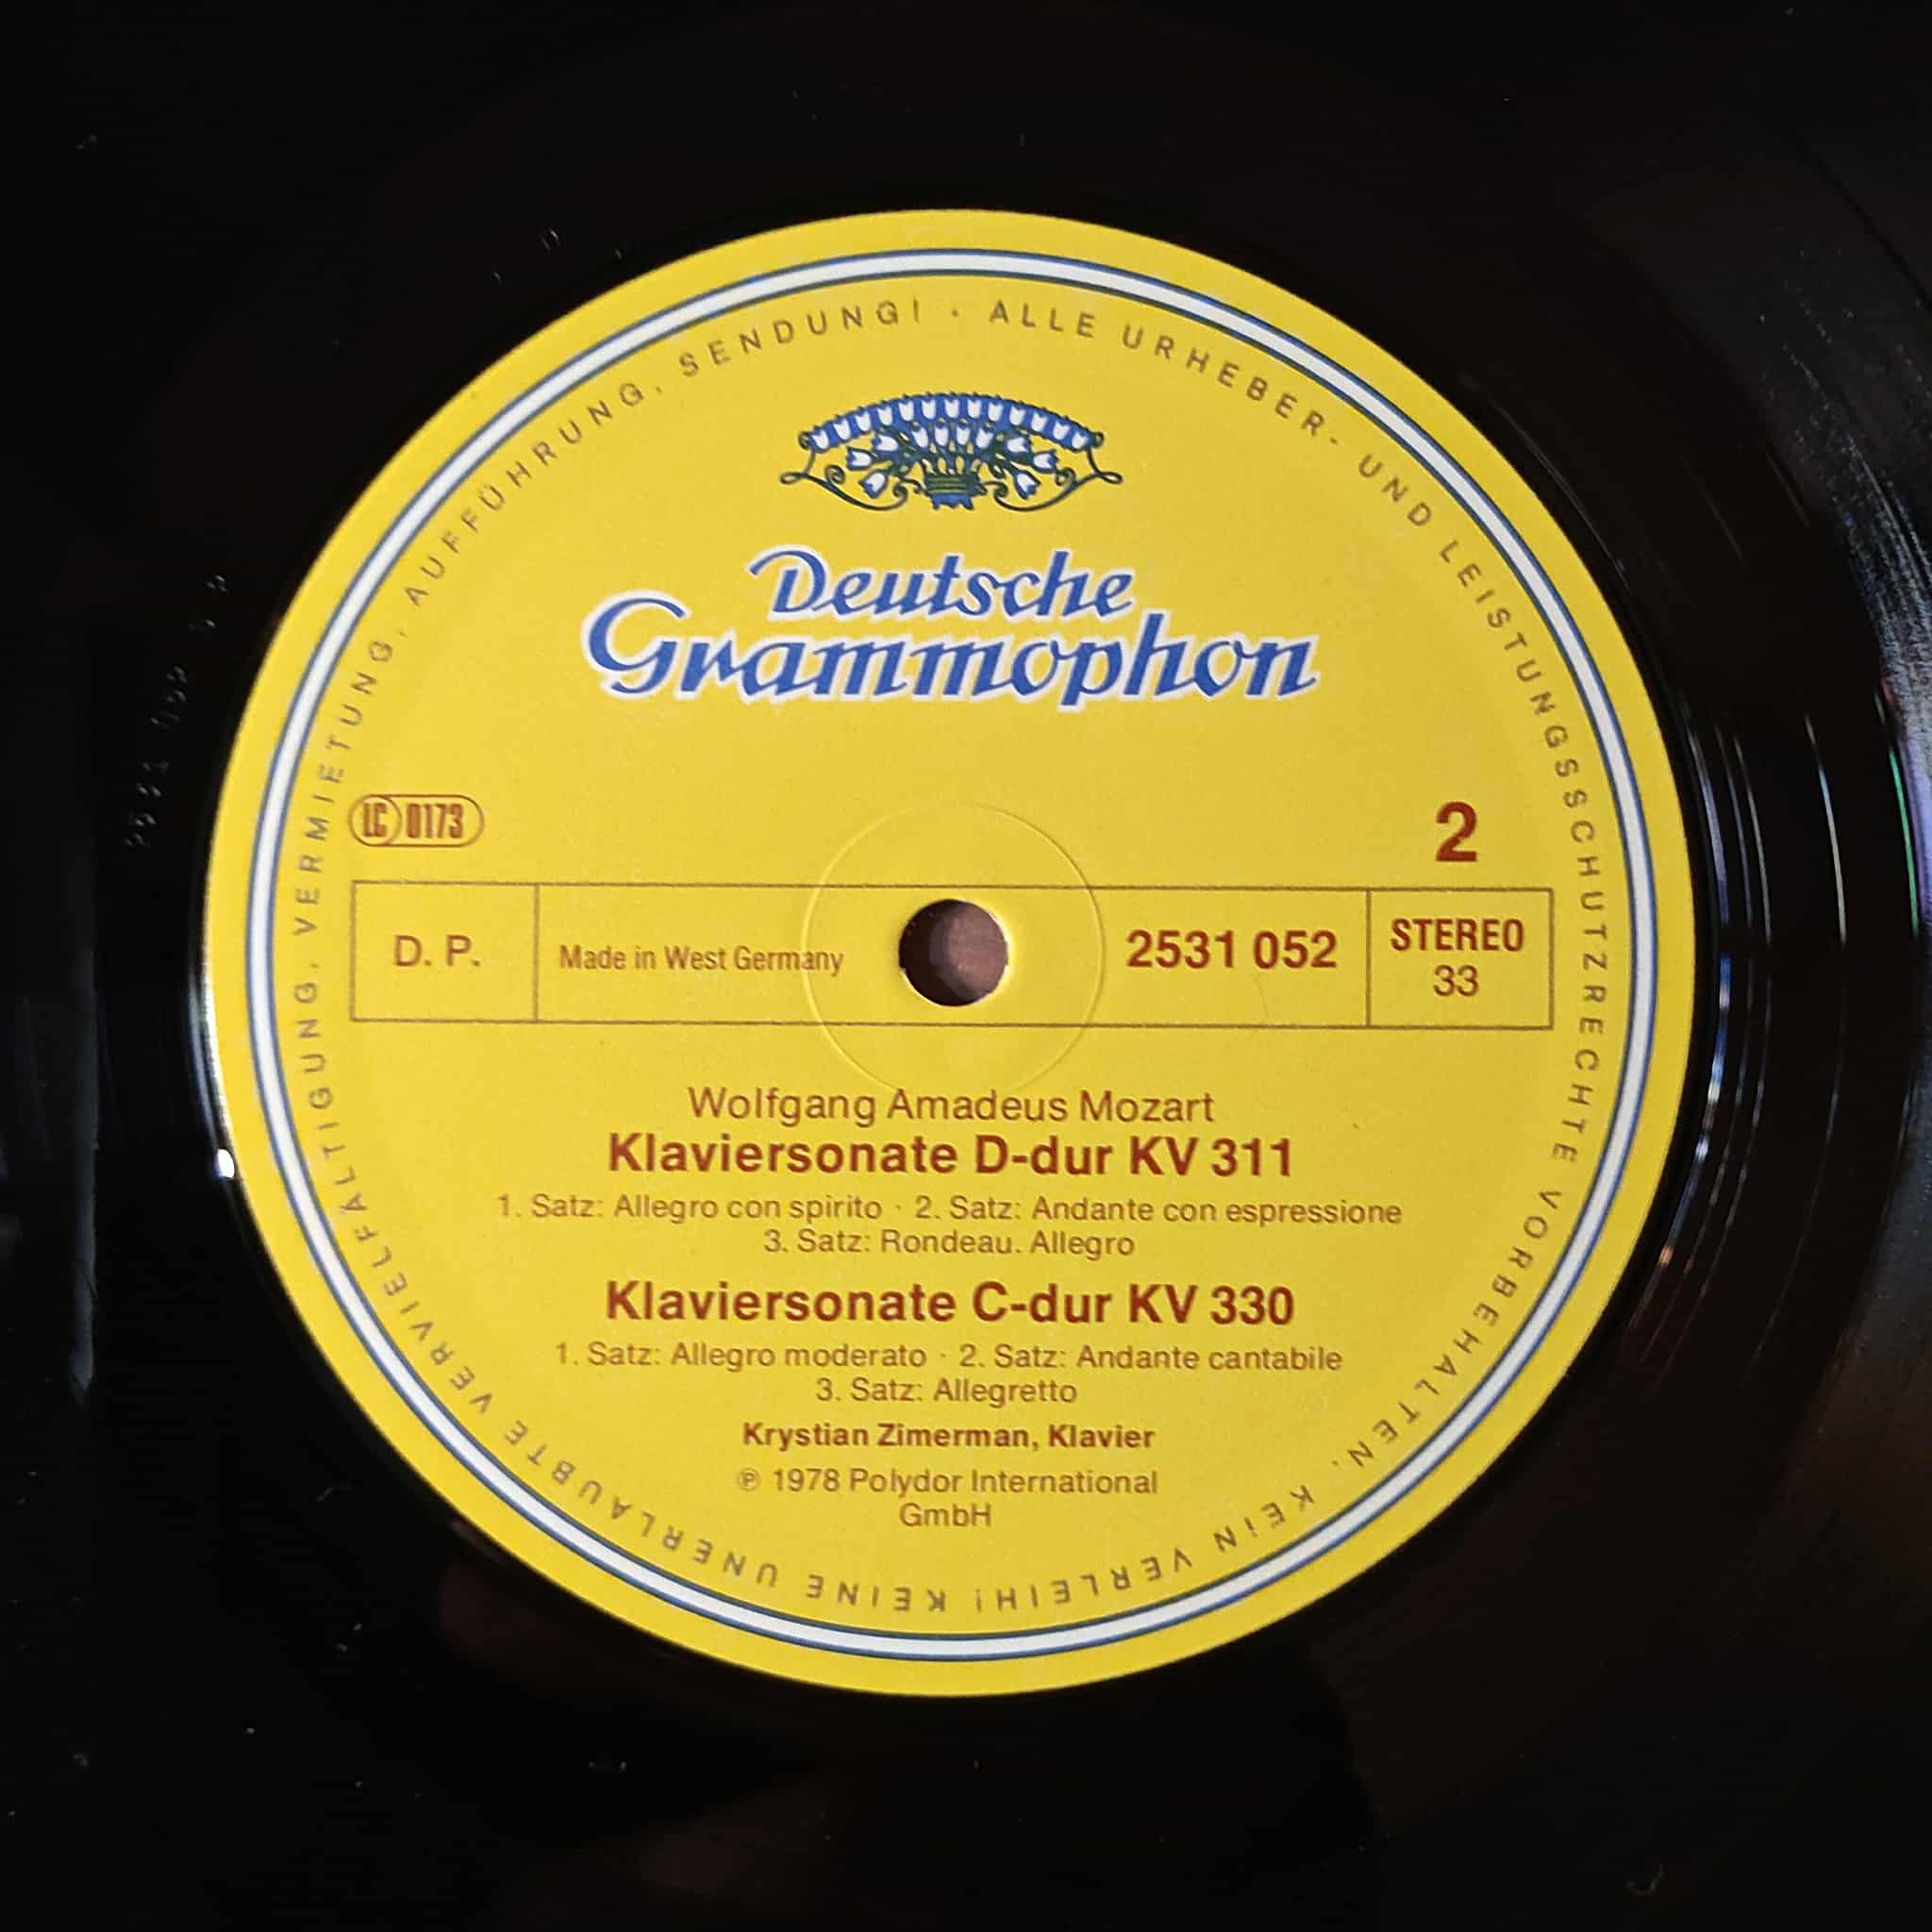 ALLE URHEBER- UND LEISTUNGSSCHUTZRECHTE VORBEHALTEN. KEIN VERLEIH! KEINE UNERLAUBTE VERVIELFÄLTIGUNG, VERMIETUNG, AUFFÜHRUNG, SENDUNG! ·
Deutsche
Grammophon
LC 0173
2
D. P.
Made in West Germany
2531 052
STEREO
33
Wolfgang Amadeus Mozart
Klaviersonate D-dur KV 311
1. Satz: Allegro con spirito · 2. Satz: Andante con espressione
3. Satz: Rondeau. Allegro
Klaviersonate C-dur KV 330
1. Satz: Allegro moderato · 2. Satz: Andante cantabile
3. Satz: Allegretto
Krystian Zimerman, Klavier
℗ 1978 Polydor International
GmbH